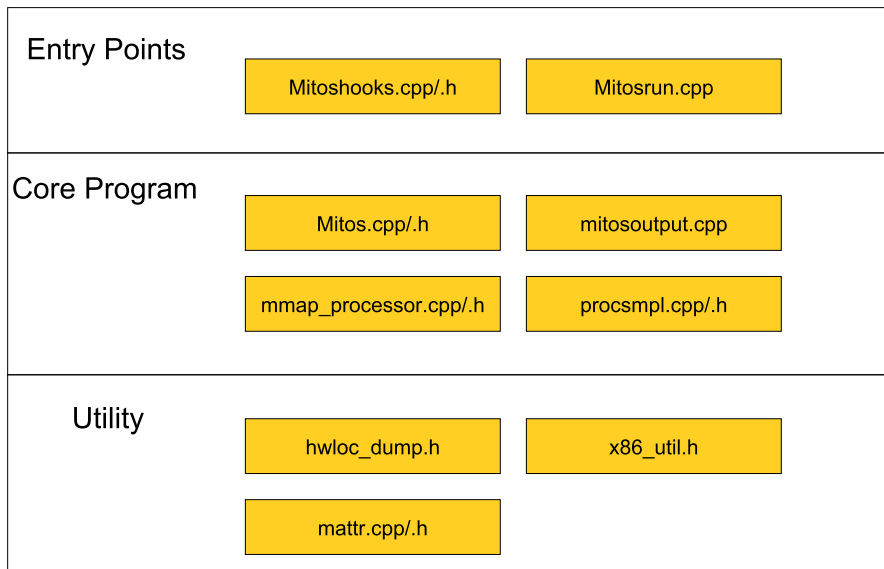 Entry Points
Mitoshooks.cpp/.h
Mitosrun.cpp
Core Program
Mitos.cpp/.h
mitosoutput.cpp
mmap_processor.cpp/.h
procsmpl.cpp/.h
Utility
hwloc_dump.h
x86_util.h
mattr.cpp/.h